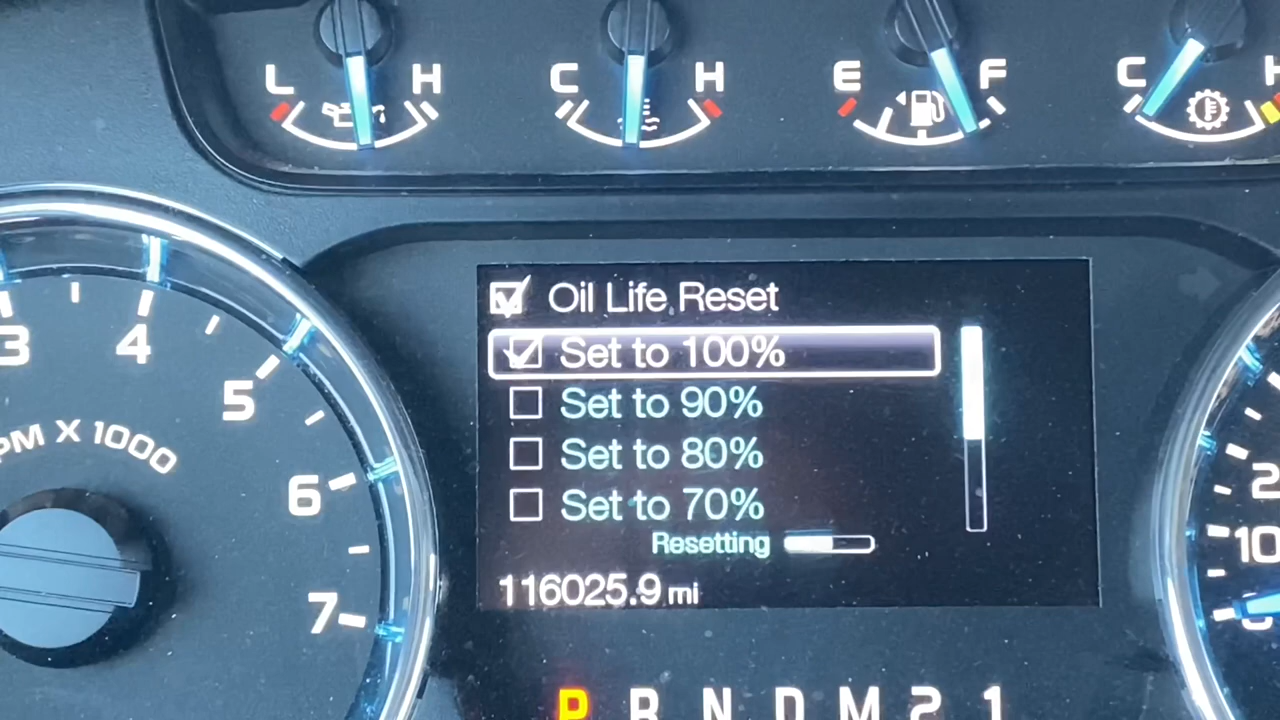 L H C H E F C H
Oil Life Reset
Set to 100%
Set to 90%
Set to 80%
Set to 70%
Resetting
116025.9 mi
3 4 5 6 7
X 1000
10
P R N D M 2 1